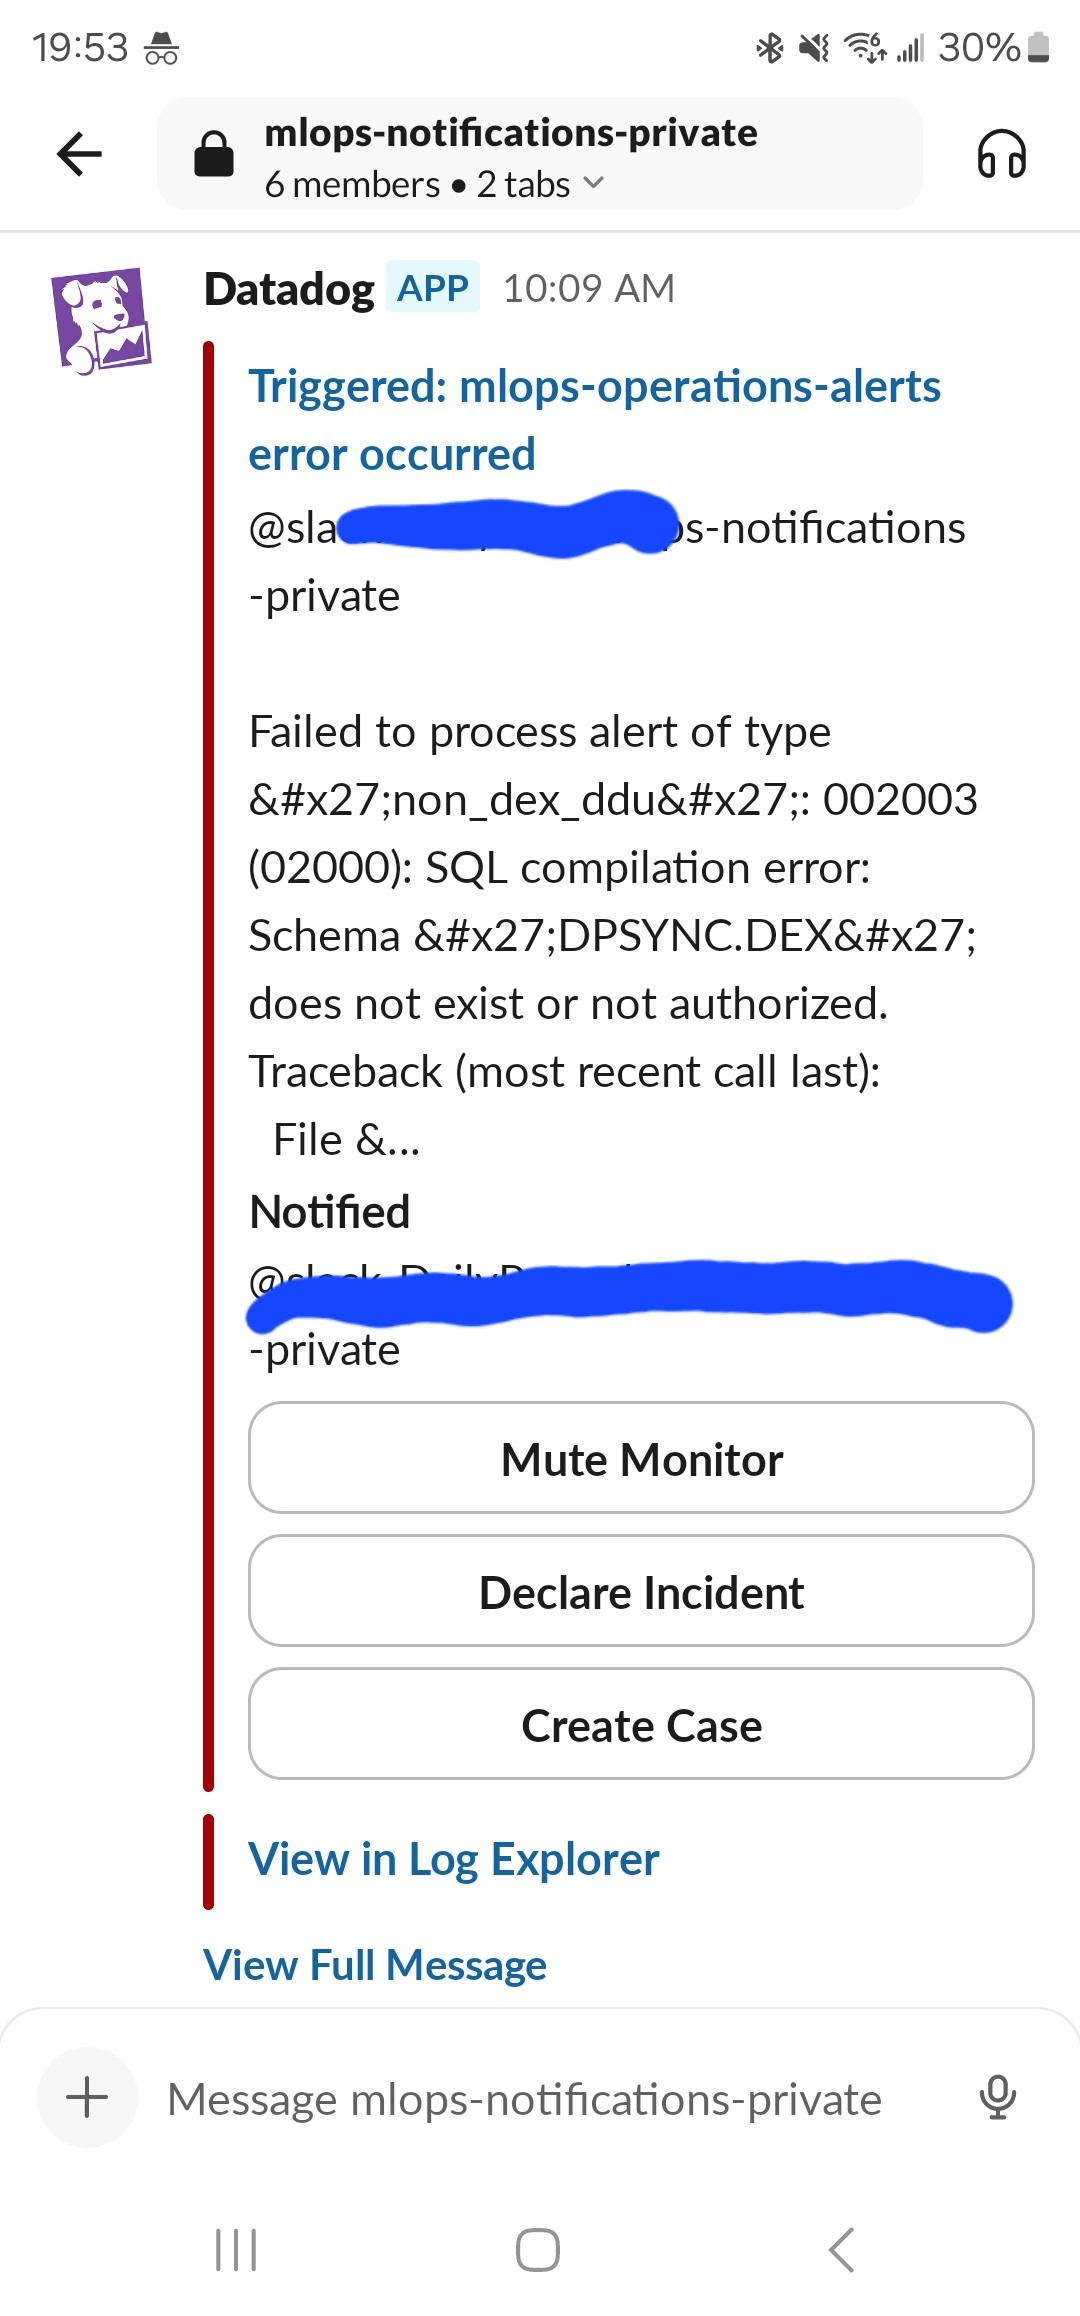 19:53
6
30%
mlops-notifications-private
6 members • 2 tabs
Datadog APP 10:09 AM
Triggered: mlops-operations-alerts
error occurred
@sla ps-notifications
-private
Failed to process alert of type
&#x27;non_dex_ddu&#x27;: 002003
(02000): SQL compilation error:
Schema &#x27;DPSYNC.DEX&#x27;
does not exist or not authorized.
Traceback (most recent call last):
File &...
Notified
-private
Mute Monitor
Declare Incident
Create Case
View in Log Explorer
View Full Message
Message mlops-notifications-private